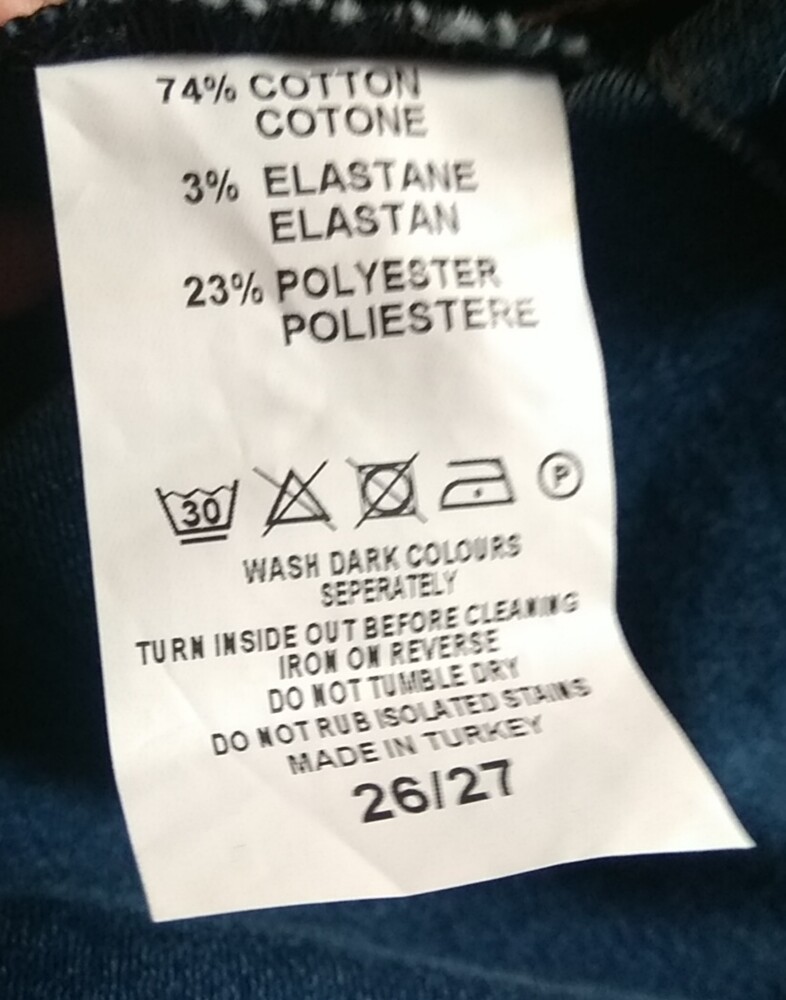 74% COTTON
COTONE
3% ELASTANE
ELASTAN
23% POLYESTER
POLIESTERE
30 P
WASH DARK COLOURS
SEPERATELY
TURN INSIDE OUT BEFORE CLEANING
IRON ON REVERSE
DO NOT TUMBLE DRY
DO NOT RUB ISOLATED STAINS
MADE IN TURKEY
26/27